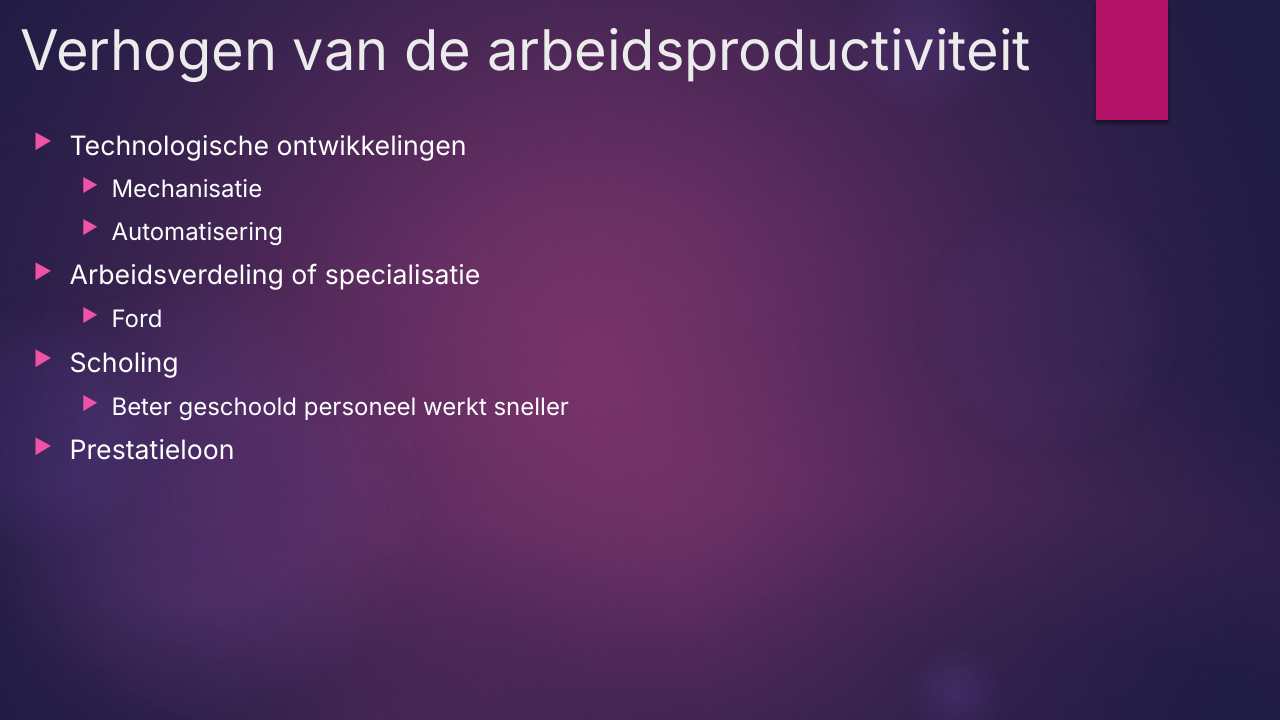 Verhogen van de arbeidsproductiviteit
Technologische ontwikkelingen
Mechanisatie
Automatisering
Arbeidsverdeling of specialisatie
Ford
Scholing
Beter geschoold personeel werkt sneller
Prestatieloon